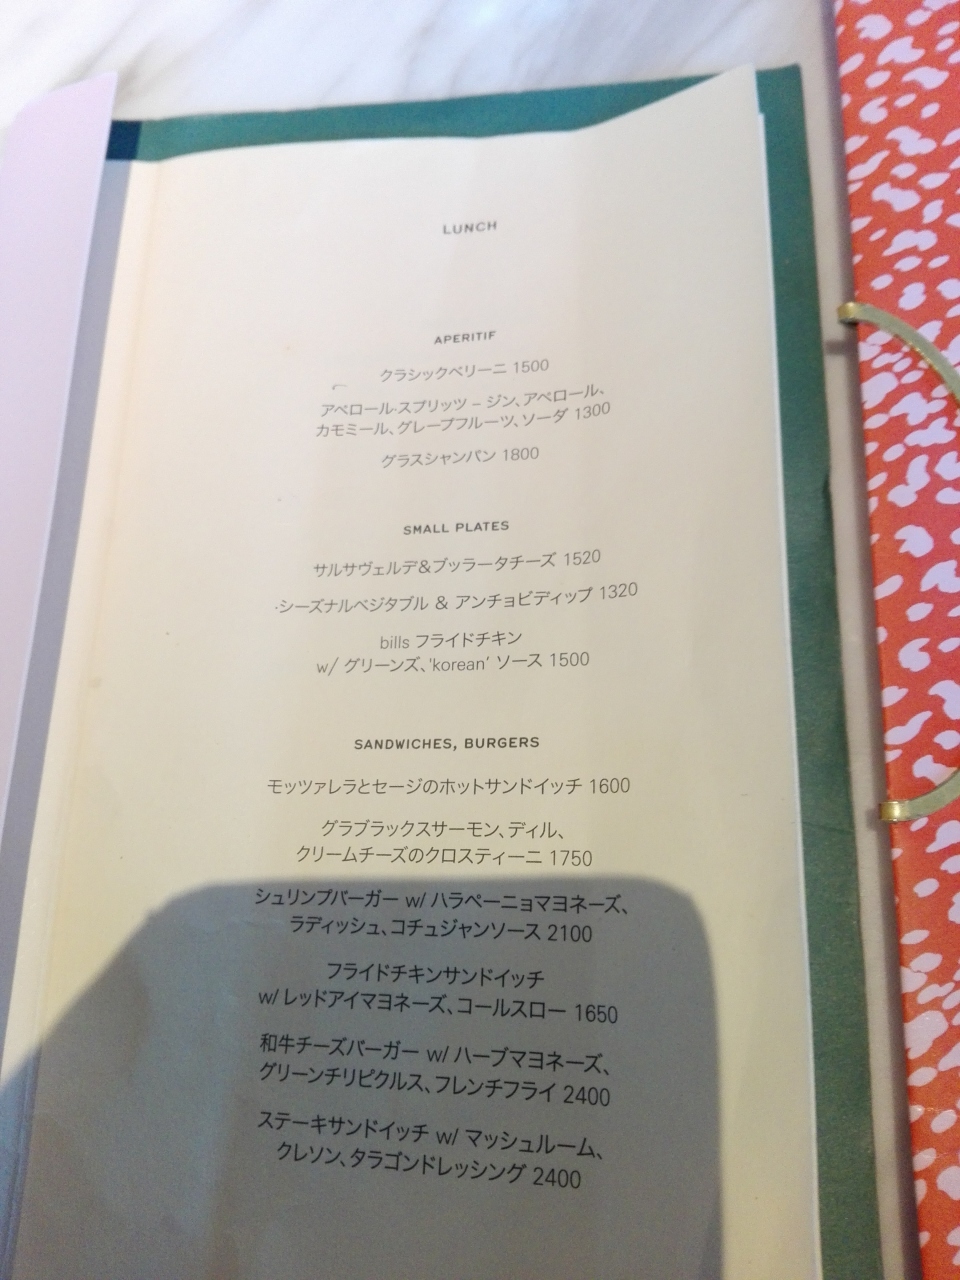 LUNCH
APERITIF
クラシックベリーニ 1500
アペロール·スプリッツ – ジン、アペロール、
カモミール、グレープフルーツ、ソーダ 1300
グラスシャンパン 1800
SMALL PLATES
サルサヴェルデ&ブッラータチーズ 1520
·シーズナルベジタブル & アンチョビディップ 1320
bills フライドチキン
w/ グリーンズ、'korean' ソース 1500
SANDWICHES, BURGERS
モッツァレラとセージのホットサンドイッチ 1600
グラブラックスサーモン、ディル、
クリームチーズのクロスティーニ 1750
シュリンプバーガー w/ ハラペーニョマヨネーズ、
ラディッシュ、コチュジャンソース 2100
フライドチキンサンドイッチ
w/ レッドアイマヨネーズ、コールスロー 1650
和牛チーズバーガー w/ ハーブマヨネーズ、
グリーンチリピクルス、フレンチフライ 2400
ステーキサンドイッチ w/ マッシュルーム、
クレソン、タラゴンドレッシング 2400